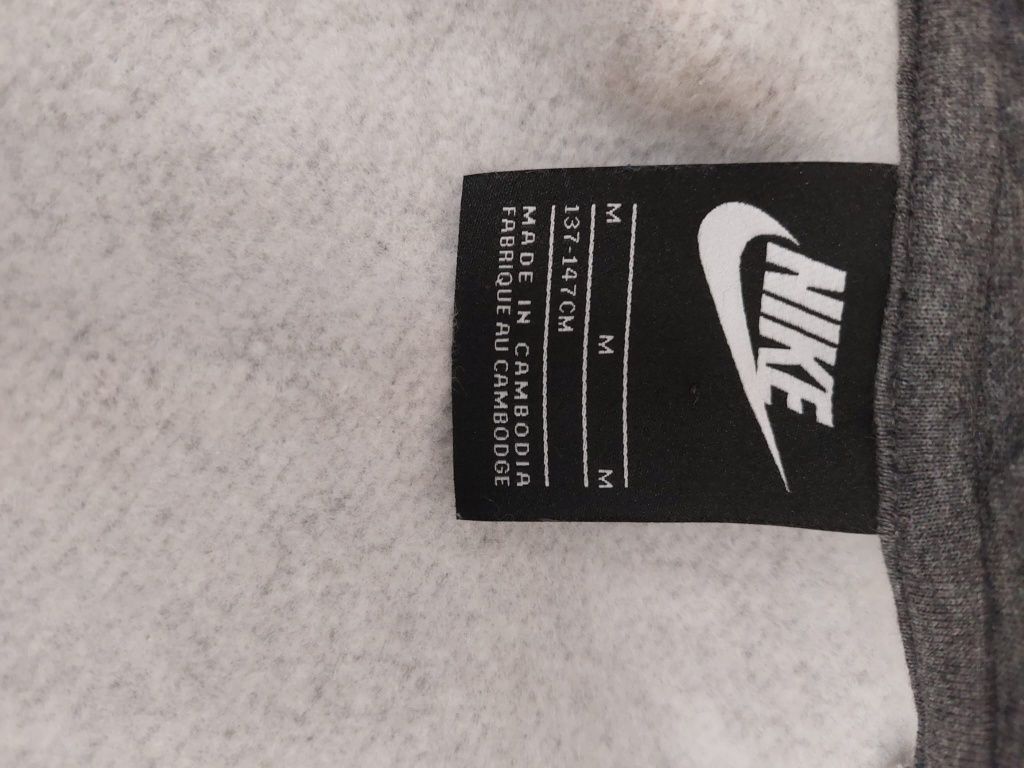 NIKE
M M M
137-147CM
MADE IN CAMBODIA
FABRIQUE AU CAMBODGE